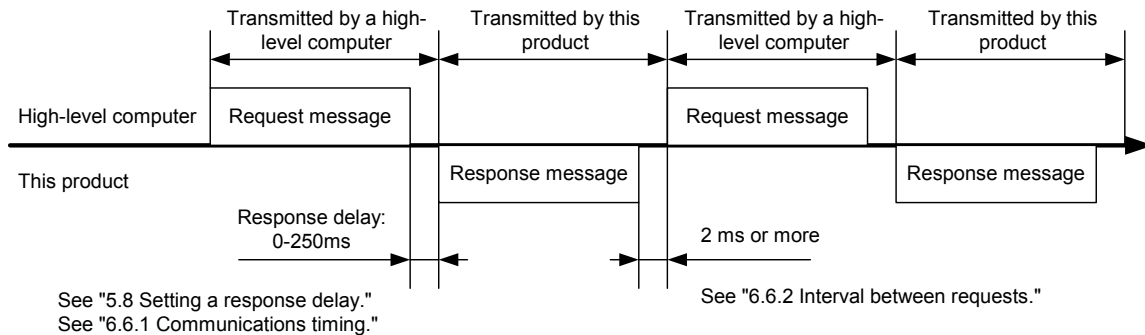 Transmitted by a high-
level computer
Transmitted by this
product
Transmitted by a high-
level computer
Transmitted by this
product
High-level computer
Request message
Request message
This product
Response message
Response message
Response delay:
0-250ms
2 ms or more
See "5.8 Setting a response delay."
See "6.6.1 Communications timing."
See "6.6.2 Interval between requests."